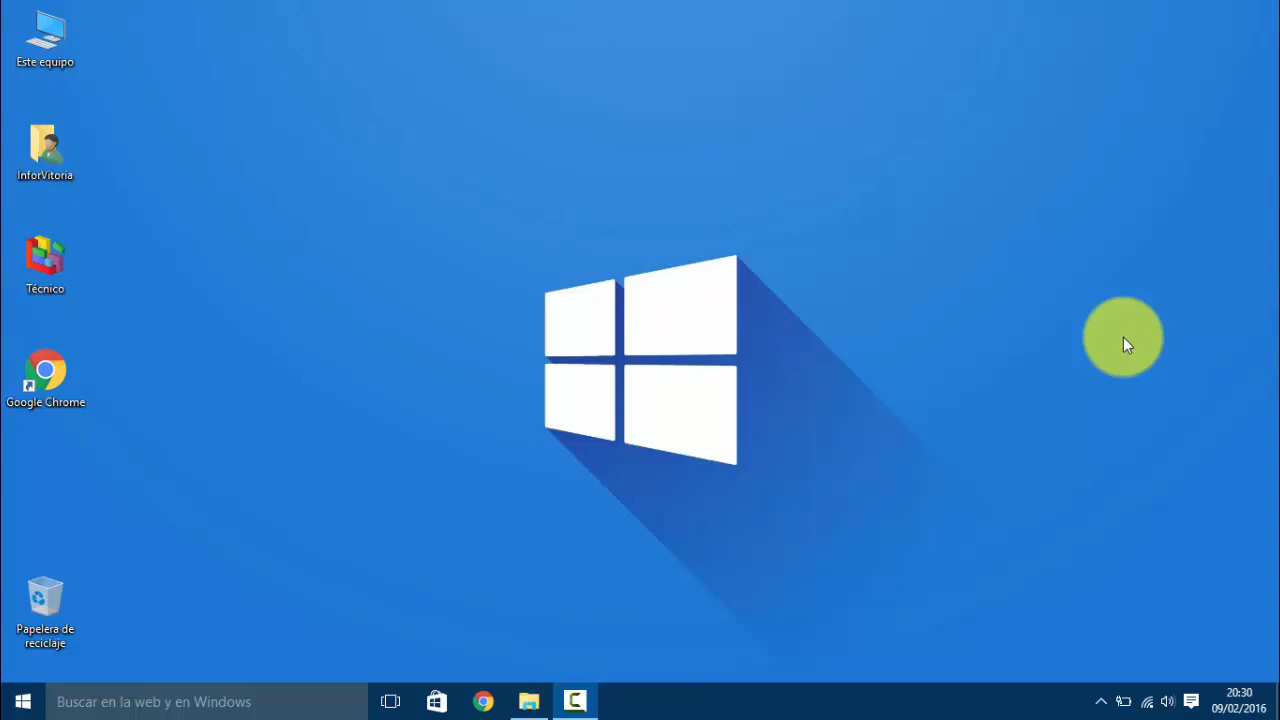 Este equipo
InforVitoria
Técnico
Google Chrome
Papelera de
reciclaje
Buscar en la web y en Windows
20:30
09/02/2016